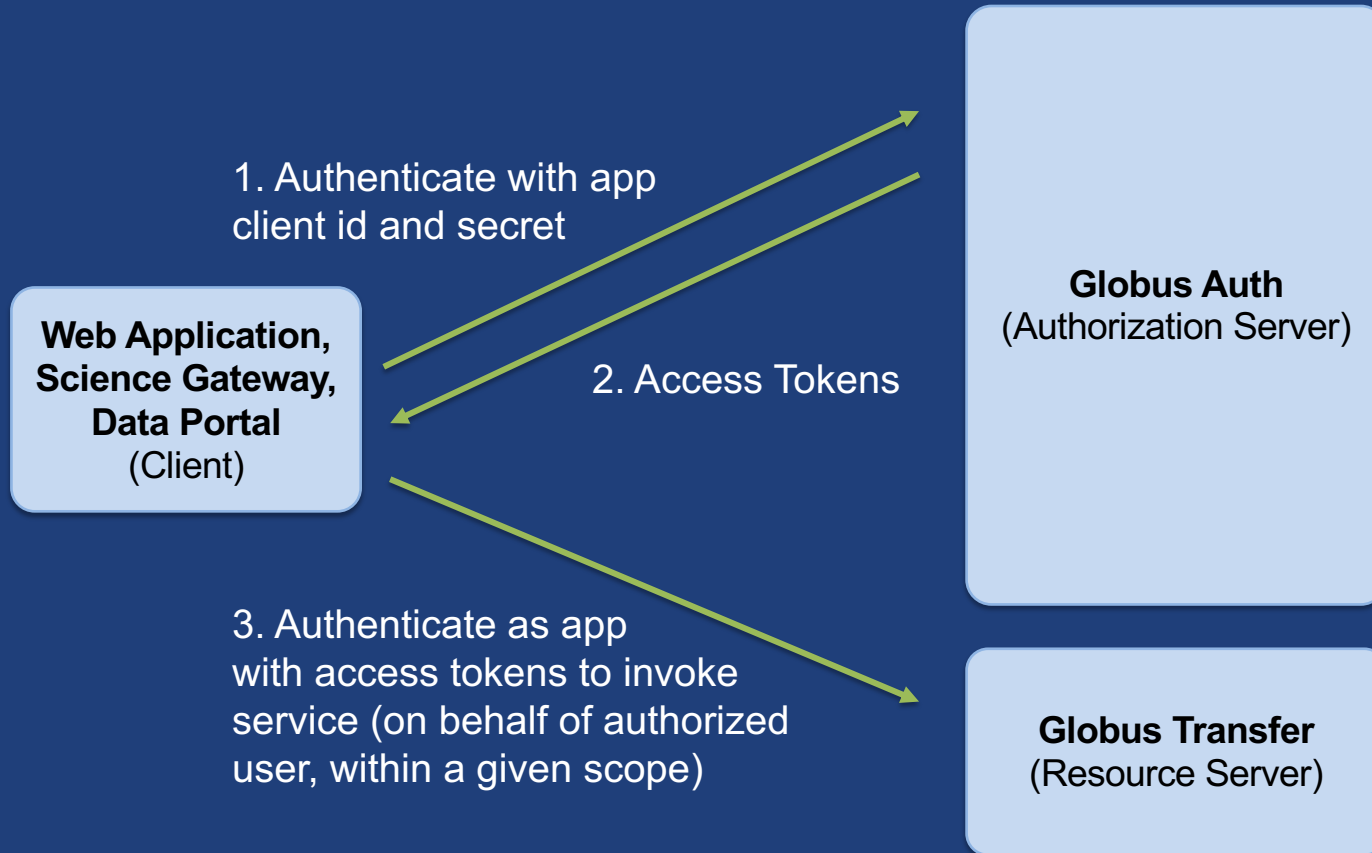 1. Authenticate with app
client id and secret
Web Application,
Science Gateway,
Data Portal
(Client)
2. Access Tokens
Globus Auth
(Authorization Server)
3. Authenticate as app
with access tokens to invoke
service (on behalf of authorized
user, within a given scope)
Globus Transfer
(Resource Server)